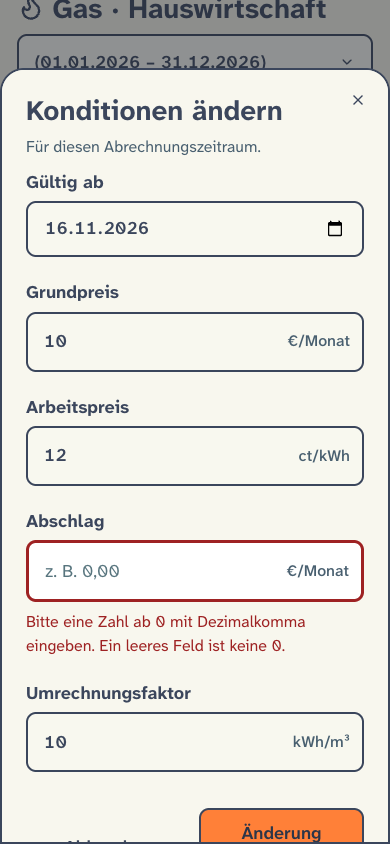 Gas · Hauswirtschaft
(01.01.2026 – 31.12.2026)
Konditionen ändern
×
Für diesen Abrechnungszeitraum.
Gültig ab
16.11.2026
Grundpreis
10 €/Monat
Arbeitspreis
12 ct/kWh
Abschlag
z. B. 0,00 €/Monat
Bitte eine Zahl ab 0 mit Dezimalkomma
eingeben. Ein leeres Feld ist keine 0.
Umrechnungsfaktor
10 kWh/m³
Änderung